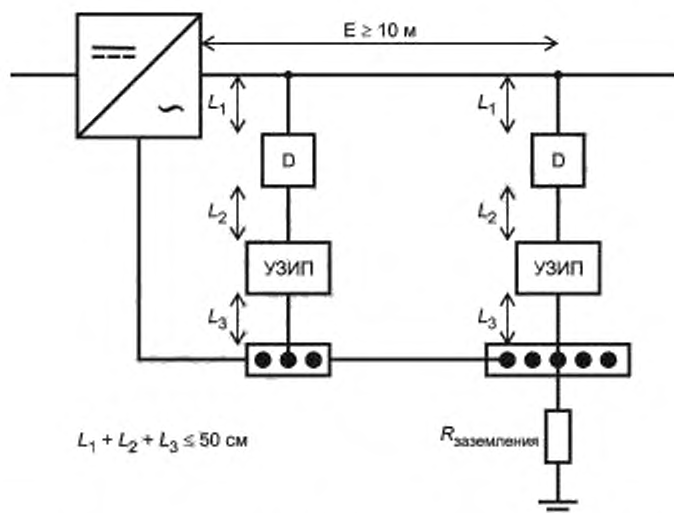 E ≥ 10 м
~
L₁
L₁
D
D
L₂
L₂
УЗИП
УЗИП
L₃
L₃
L₁ + L₂ + L₃ ≤ 50 см
Rзаземления